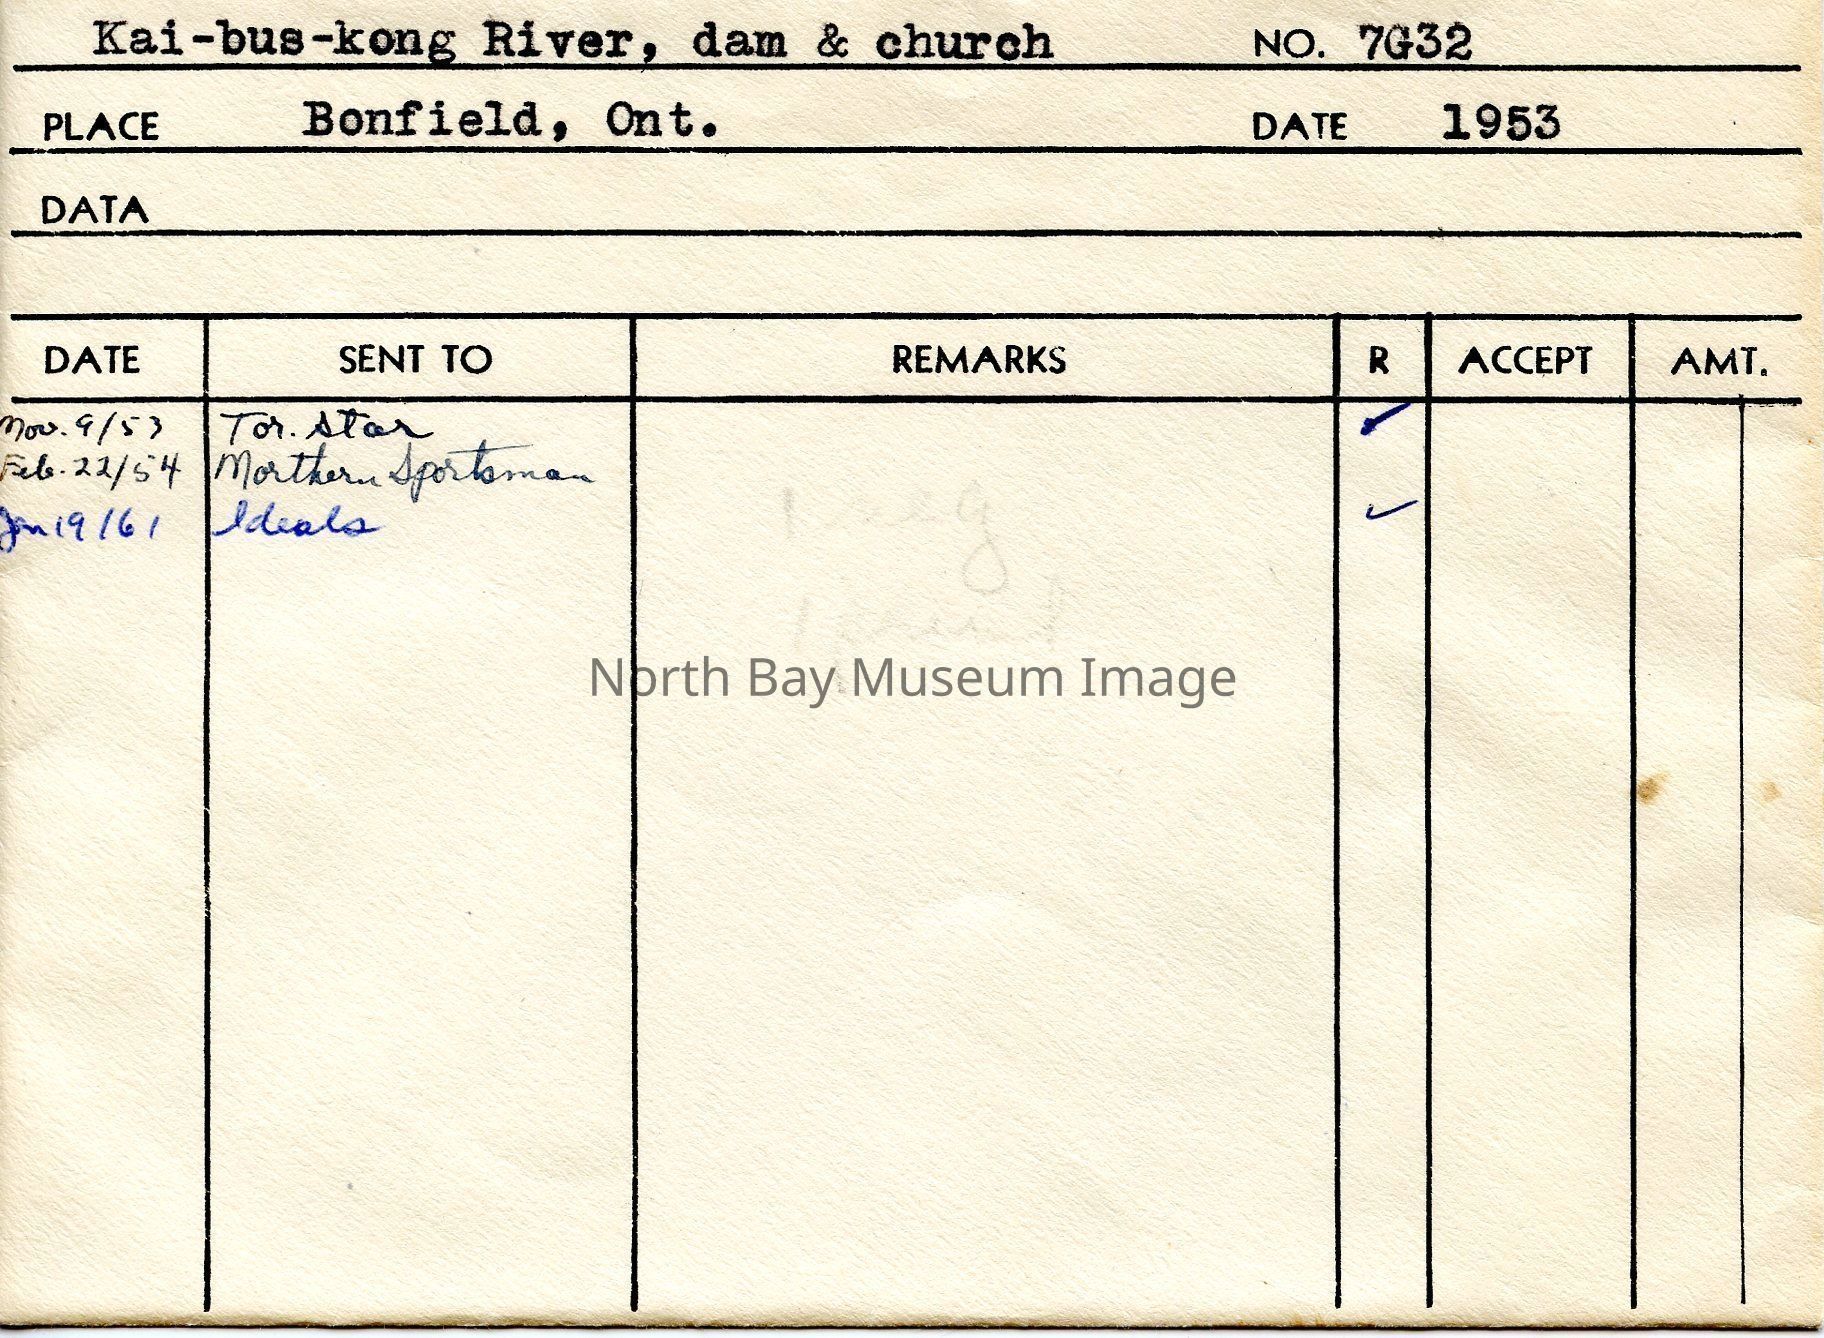 Kai-bus-kong River, dam & church NO. 7G32
PLACE Bonfield, Ont. DATE 1953
DATA
DATE SENT TO REMARKS R ACCEPT AMT.
Nov. 9/53 Tor. Star ✓
Feb. 22/54 Northern Sportsman
Jan 19/61 Ideals ✓
North Bay Museum Image